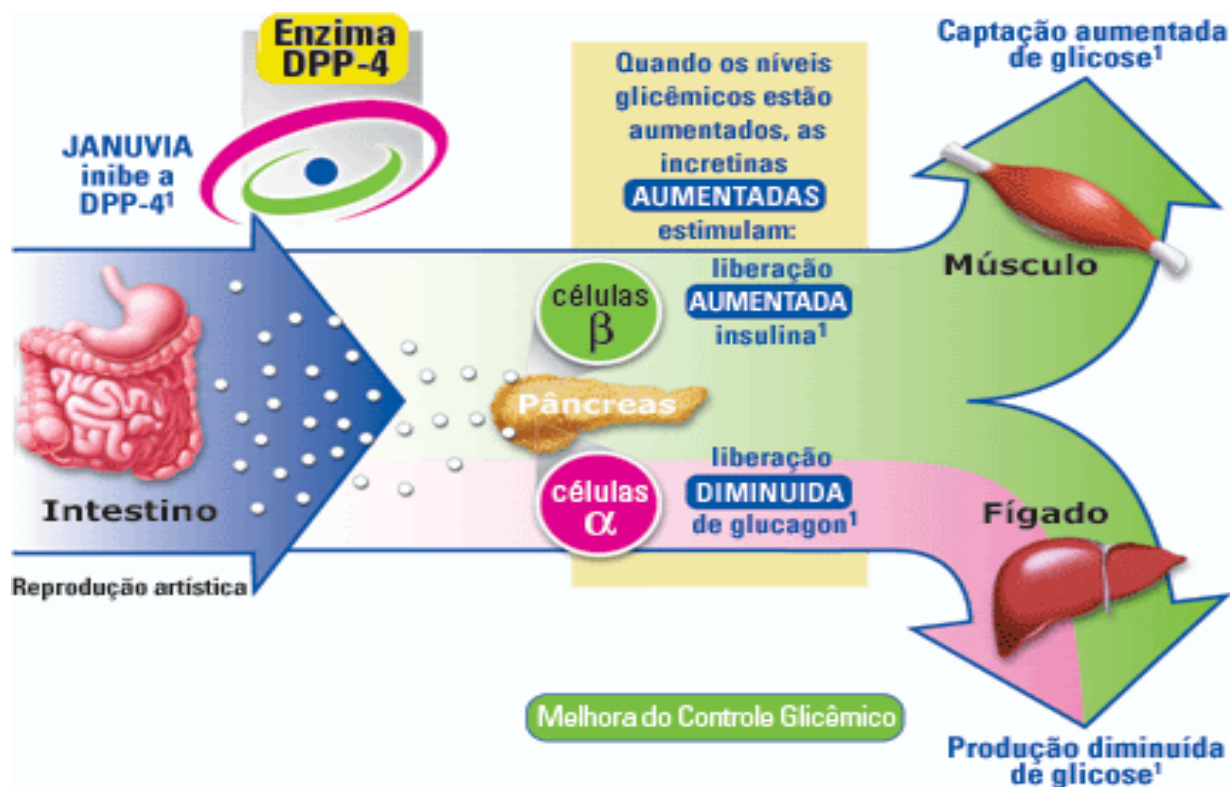 Enzima
DPP-4
JANUVIA
inibe a
DPP-4¹
Quando os níveis
glicêmicos estão
aumentados, as
incretinas
AUMENTADAS
estimulam:
Captação aumentada
de glicose¹
Músculo
células
β
liberação
AUMENTADA
insulina¹
Pâncreas
Intestino
células
α
liberação
DIMINUIDA
de glucagon¹
Fígado
Reprodução artística
Melhora do Controle Glicêmico
Produção diminuída
de glicose¹